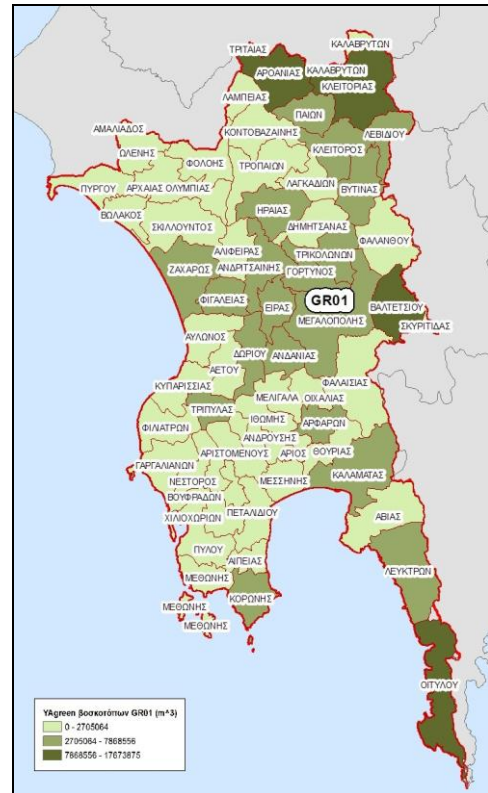 ΚΑΛΑΒΡΥΤΩΝ
ΤΡΙΤΑΙΑΣ
ΑΡΟΑΝΙΑΣ
ΚΑΛΑΒΡΥΤΩΝ
ΚΛΕΙΤΟΡΙΑΣ
ΛΑΜΠΕΙΑΣ
ΠΑΙΩΝ
ΑΜΑΛΙΑΔΟΣ
ΚΟΝΤΟΒΑΖΑΙΝΗΣ
ΛΕΒΙΔΙΟΥ
ΩΛΕΝΗΣ
ΚΛΕΙΤΟΡΟΣ
ΦΟΛΟΗΣ
ΤΡΟΠΑΙΩΝ
ΠΥΡΓΟΥ
ΑΡΧΑΙΑΣ ΟΛΥΜΠΙΑΣ
ΛΑΓΚΑΔΙΩΝ
ΒΥΤΙΝΑΣ
ΒΩΛΑΚΟΣ
ΗΡΑΙΑΣ
ΣΚΙΛΛΟΥΝΤΟΣ
ΔΗΜΗΤΣΑΝΑΣ
ΦΑΛΑΝΘΟΥ
ΑΛΙΦΕΙΡΑΣ
ΤΡΙΚΟΛΩΝΩΝ
ΖΑΧΑΡΩΣ
ΑΝΔΡΙΤΣΑΙΝΗΣ
ΓΟΡΤΥΝΟΣ
ΦΙΓΑΛΕΙΑΣ
ΕΙΡΑΣ
GR01
ΒΑΛΤΕΤΣΙΟΥ
ΜΕΓΑΛΟΠΟΛΗΣ
ΣΚΥΡΙΤΙΔΑΣ
ΑΥΛΩΝΟΣ
ΔΩΡΙΟΥ
ΑΝΔΑΝΙΑΣ
ΑΕΤΟΥ
ΚΥΠΑΡΙΣΣΙΑΣ
ΦΑΛΑΙΣΙΑΣ
ΜΕΛΙΓΑΛΑ
ΟΙΧΑΛΙΑΣ
ΤΡΙΠΥΛΑΣ
ΙΘΩΜΗΣ
ΑΡΦΑΡΩΝ
ΦΙΛΙΑΤΡΩΝ
ΑΝΔΡΟΥΣΗΣ
ΑΡΙΣΤΟΜΕΝΟΥΣ
ΑΡΙΟΣ
ΘΟΥΡΙΑΣ
ΓΑΡΓΑΛΙΑΝΩΝ
ΝΕΣΤΟΡΟΣ
ΜΕΣΣΗΝΗΣ
ΚΑΛΑΜΑΤΑΣ
ΒΟΥΦΡΑΔΩΝ
ΧΙΛΙΟΧΩΡΙΩΝ
ΠΕΤΑΛΙΔΙΟΥ
ΑΒΙΑΣ
ΠΥΛΟΥ
ΑΙΠΕΙΑΣ
ΛΕΥΚΤΡΩΝ
ΜΕΘΩΝΗΣ
ΚΟΡΩΝΗΣ
ΜΕΘΩΝΗΣ
ΜΕΘΩΝΗΣ
ΟΙΤΥΛΟΥ
YAgreen βοσκοτόπων GR01 (m^3)
0 - 2705064
2705064 - 7868556
7868556 - 17673875